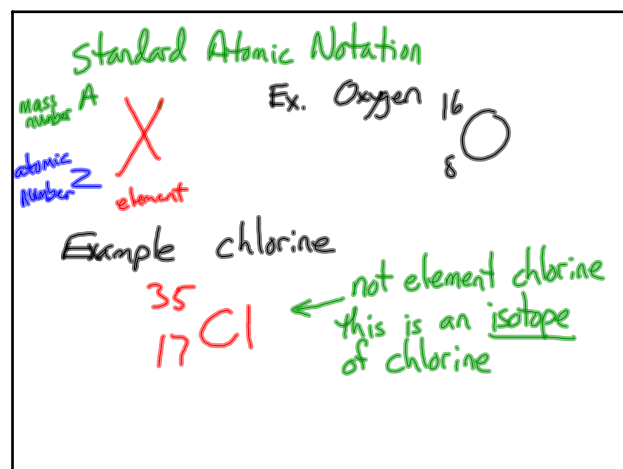 Standard Atomic Notation
mass number A
X
atomic number Z
element
Ex. Oxygen
16
8
O
Example chlorine
35
17
Cl
not element chlorine
this is an isotope
of chlorine